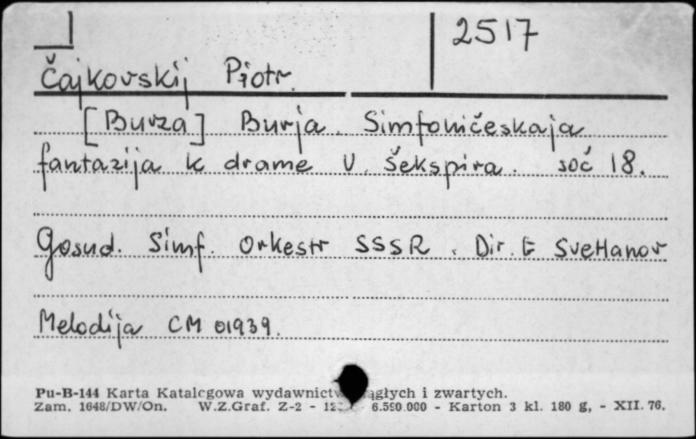 2517
Čajkovskij Piotr
[Burza] Burja. Simfoničeskaja
fantazija k drame V. Šekspira. soč 18.
Gosud. Simf. Orkestr SSSR. Dir. E Svetlanov
Melodija CM 01939.
Pu-B-144 Karta Katalogowa wydawnictw ciągłych i zwartych.
Zam. 1648/DW/On. W.Z.Graf. Z-2 - 6.590.000 - Karton 3 kl. 180 g, - XII. 76.